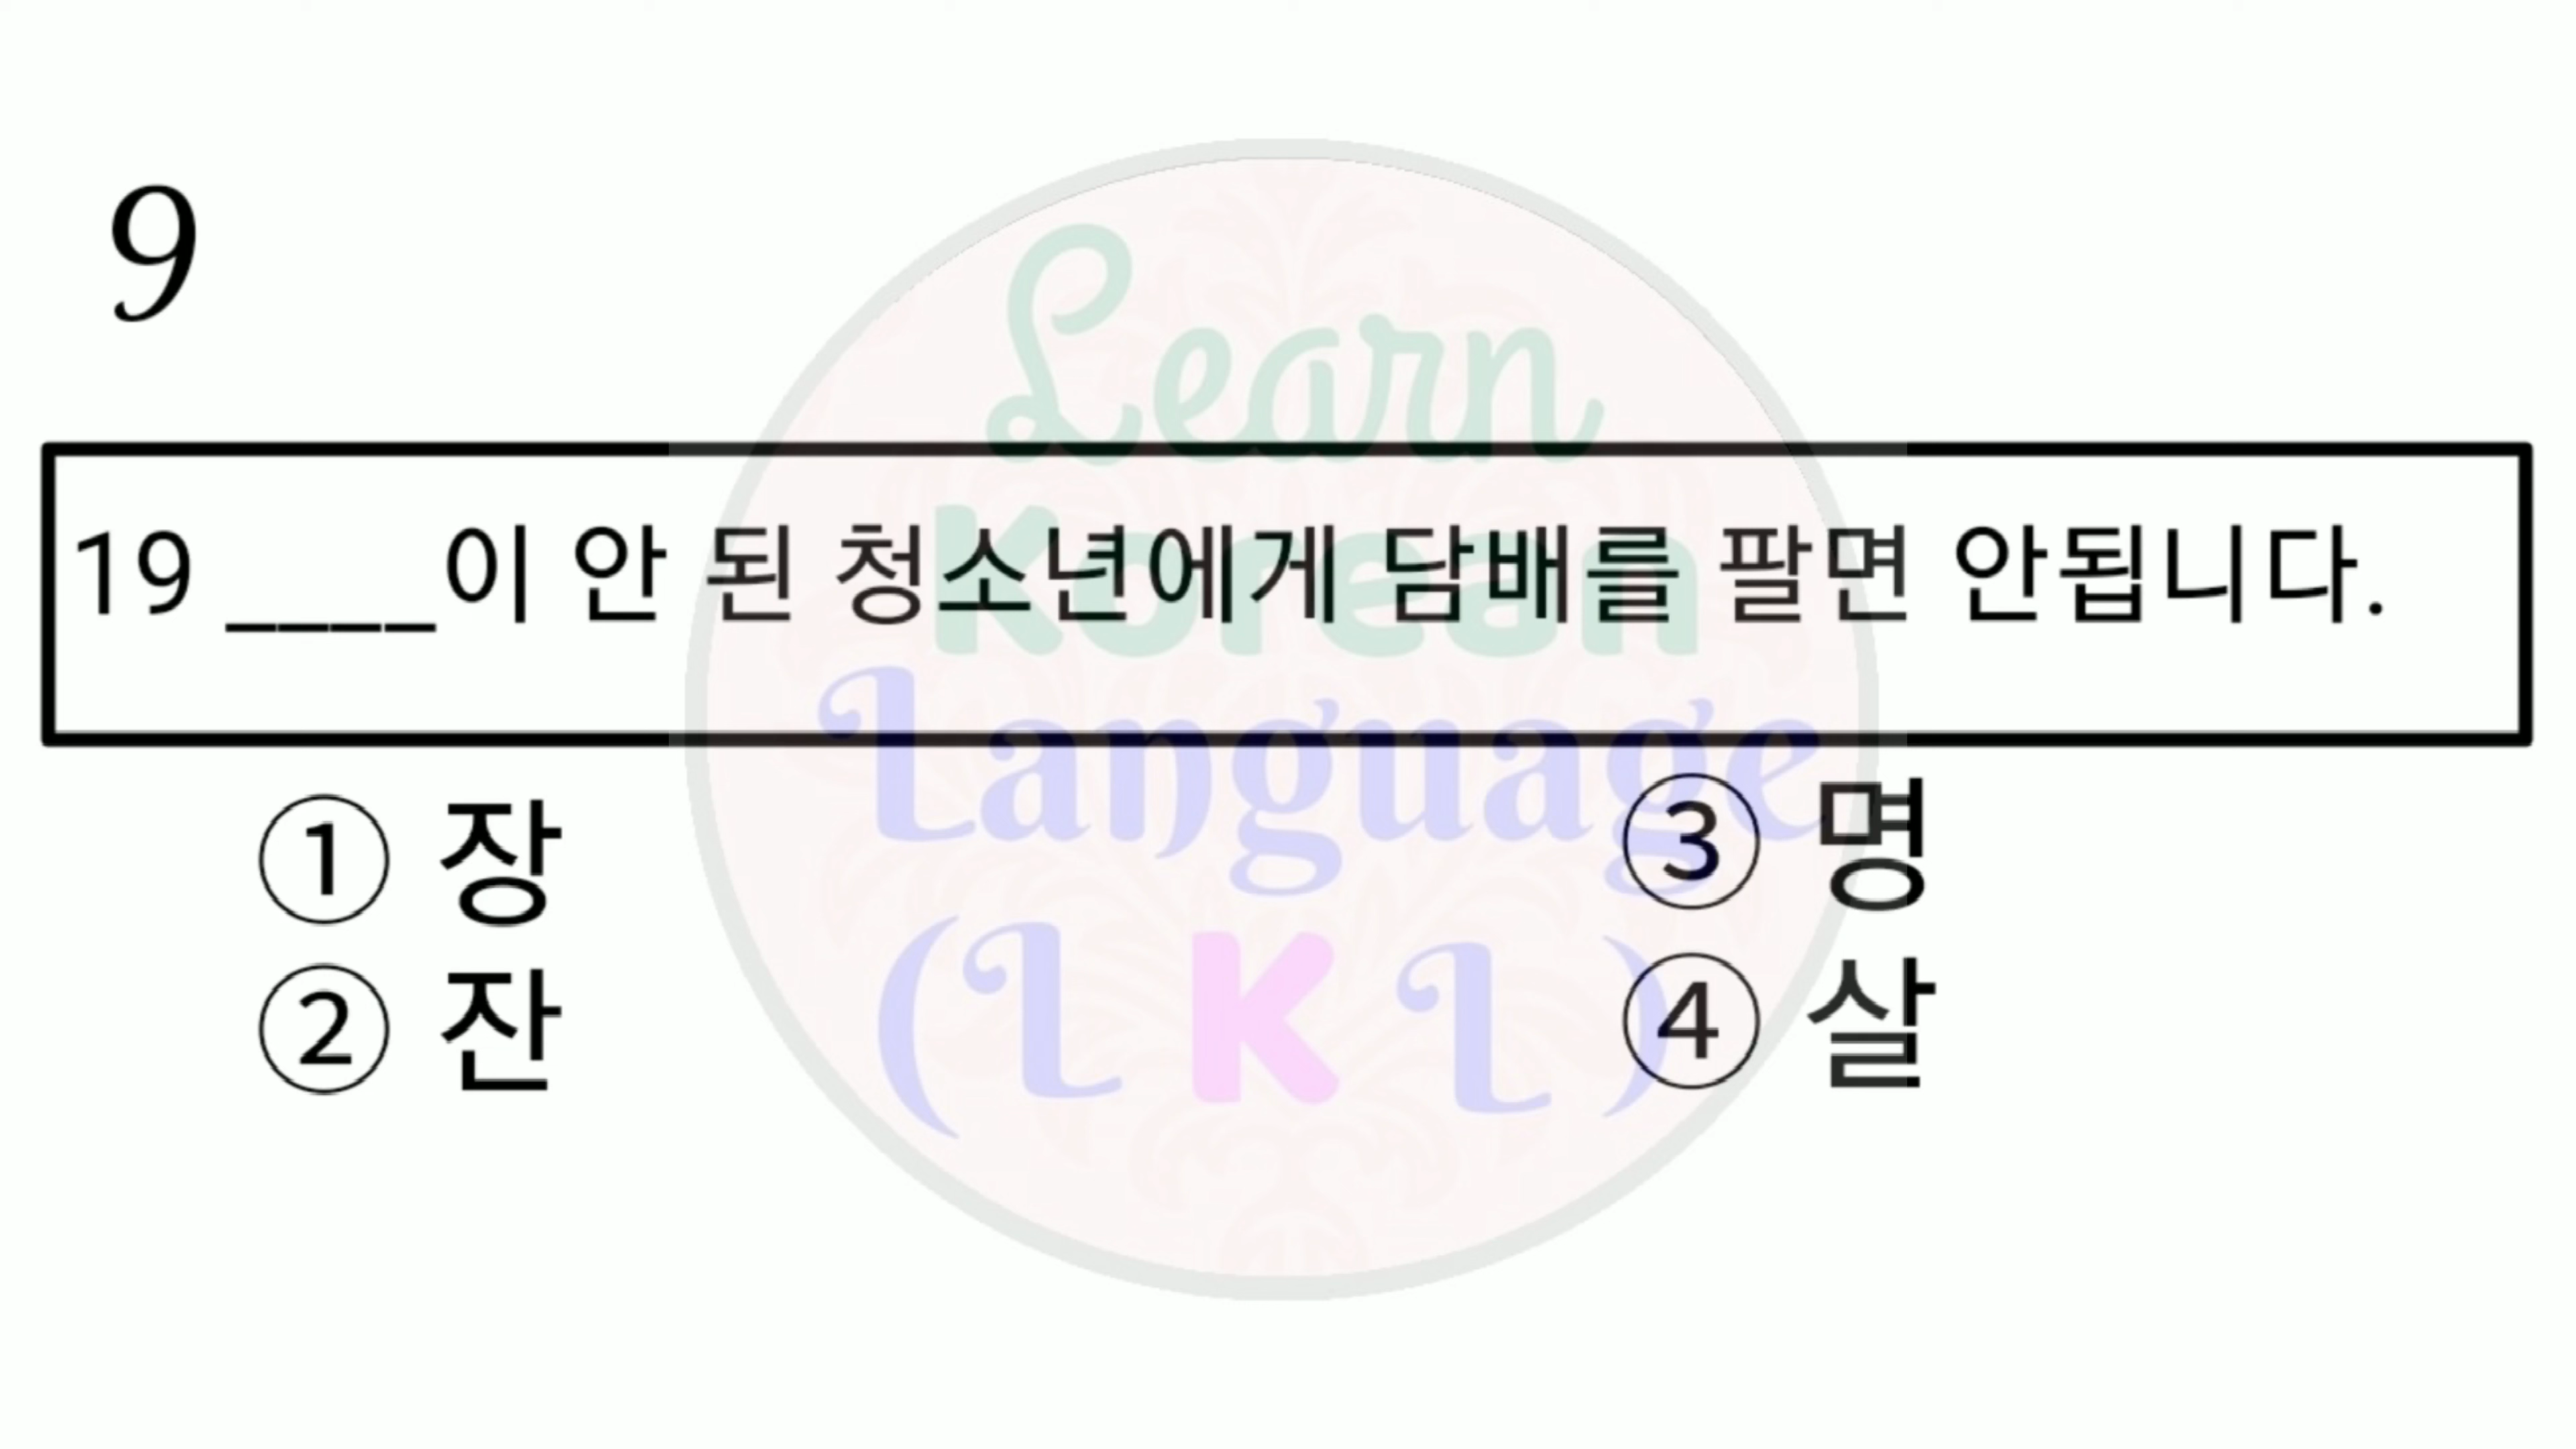 9
19 ____이 안 된 청소년에게 담배를 팔면 안됩니다.
① 장
② 잔
③ 명
④ 살
Learn
Korean
Language
(L K L)